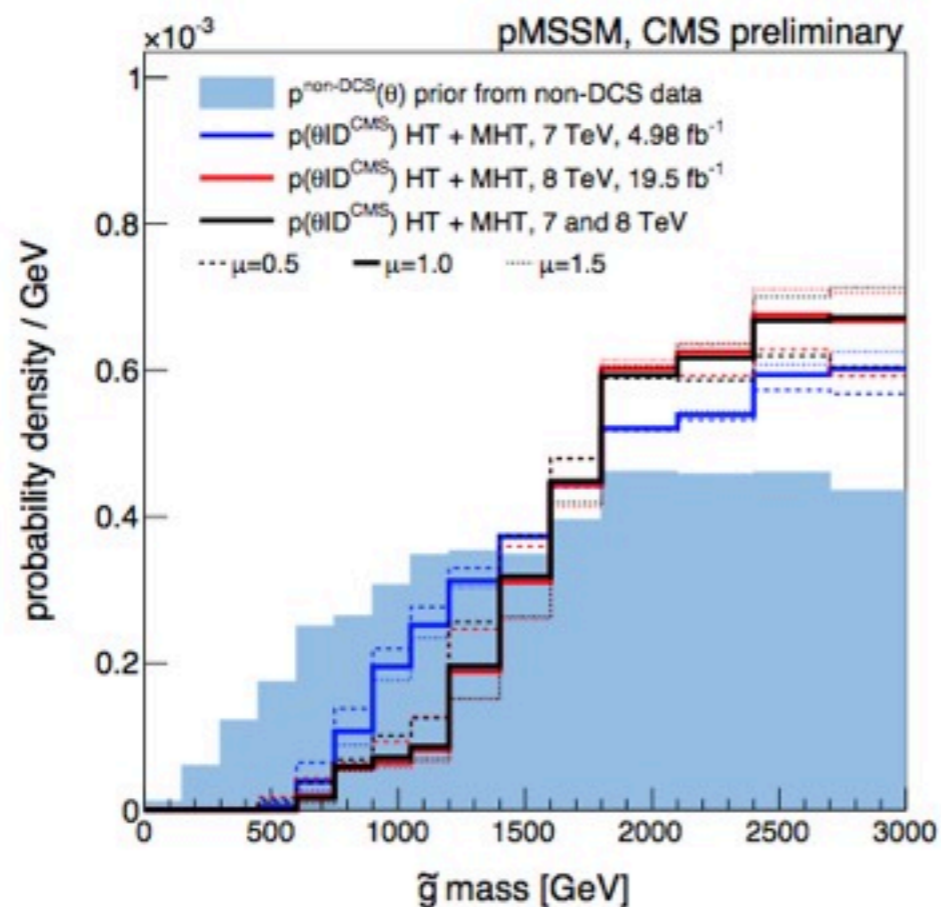 pMSSM, CMS preliminary
×10⁻³
p^non-DCS(θ) prior from non-DCS data
p(θ|D^CMS) HT + MHT, 7 TeV, 4.98 fb⁻¹
p(θ|D^CMS) HT + MHT, 8 TeV, 19.5 fb⁻¹
p(θ|D^CMS) HT + MHT, 7 and 8 TeV
μ=0.5 μ=1.0 μ=1.5
probability density / GeV
1
0.8
0.6
0.4
0.2
0
0 500 1000 1500 2000 2500 3000
g̃ mass [GeV]